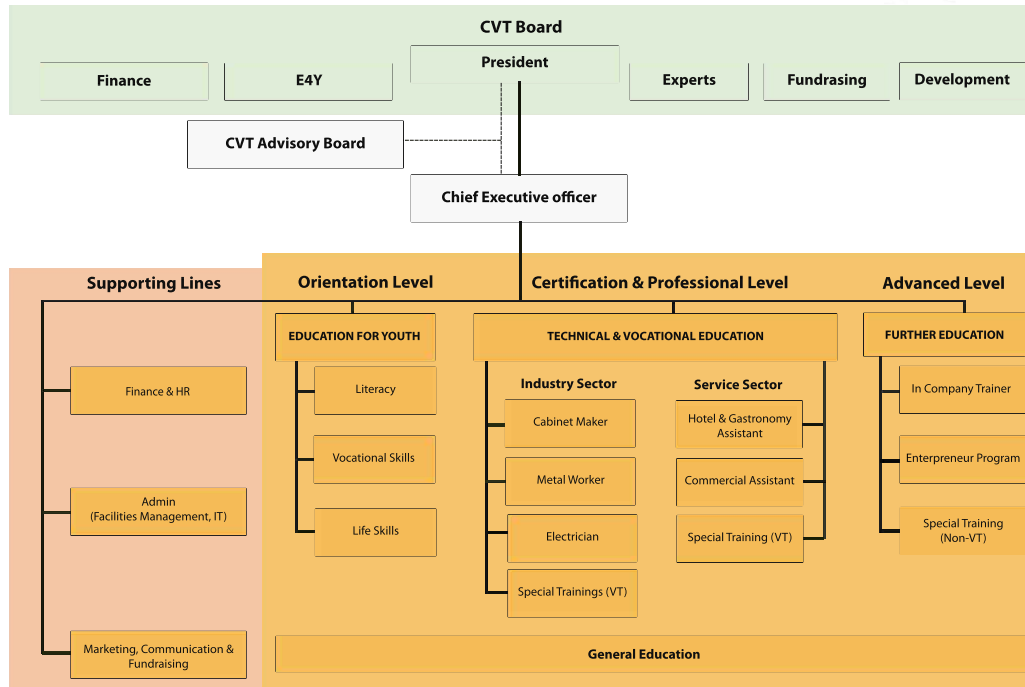 CVT Board
President
Finance
E4Y
Experts
Fundrasing
Development
CVT Advisory Board
Chief Executive officer
Supporting Lines
Orientation Level
Certification & Professional Level
Advanced Level
EDUCATION FOR YOUTH
TECHNICAL & VOCATIONAL EDUCATION
FURTHER EDUCATION
Finance & HR
Admin
(Facilities Management, IT)
Marketing, Communication &
Fundraising
Literacy
Vocational Skills
Life Skills
Industry Sector
Cabinet Maker
Metal Worker
Electrician
Special Trainings (VT)
Service Sector
Hotel & Gastronomy
Assistant
Commercial Assistant
Special Training (VT)
In Company Trainer
Enterpreneur Program
Special Training
(Non-VT)
General Education